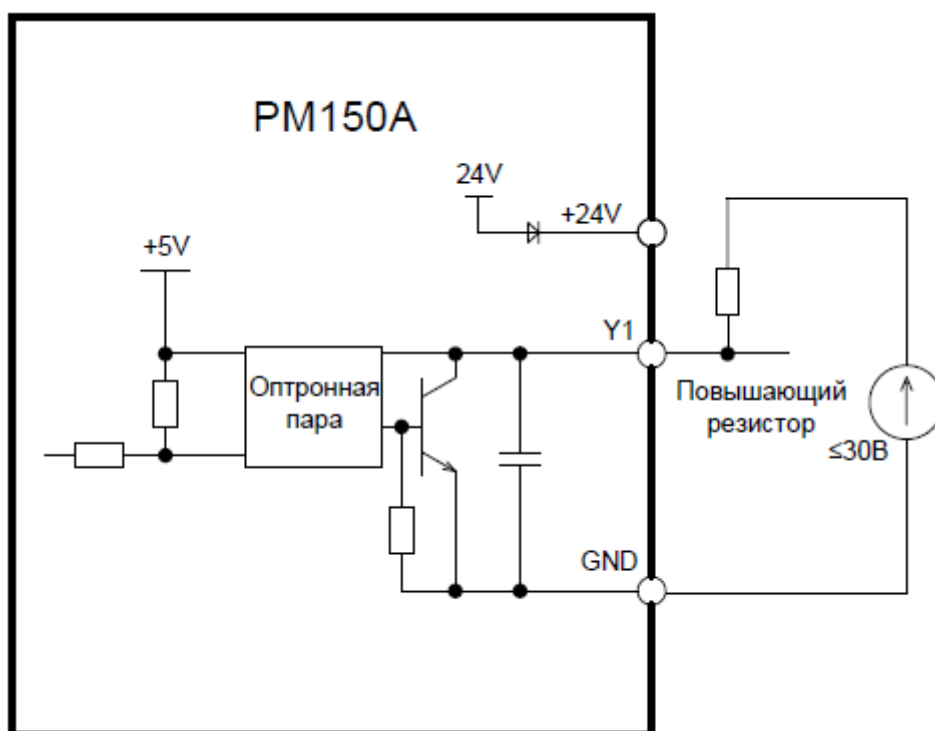 PM150A
24V
+24V
+5V
Y1
Оптронная
пара
Повышающий
резистор
≤30В
GND